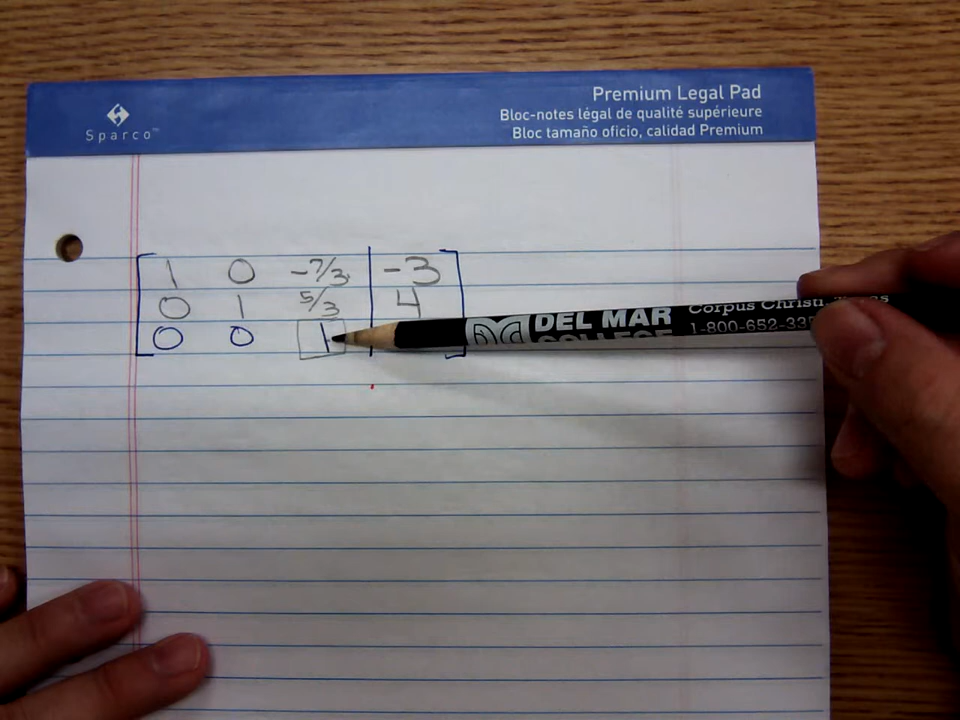 Premium Legal Pad
Bloc-notes légal de qualité supérieure
Bloc tamaño oficio, calidad Premium
Sparco™
1 0 -7/3 -3
0 1 5/3 4
0 0 1
DEL MAR
COLLEGE
Corpus Christi,
1-800-652-33